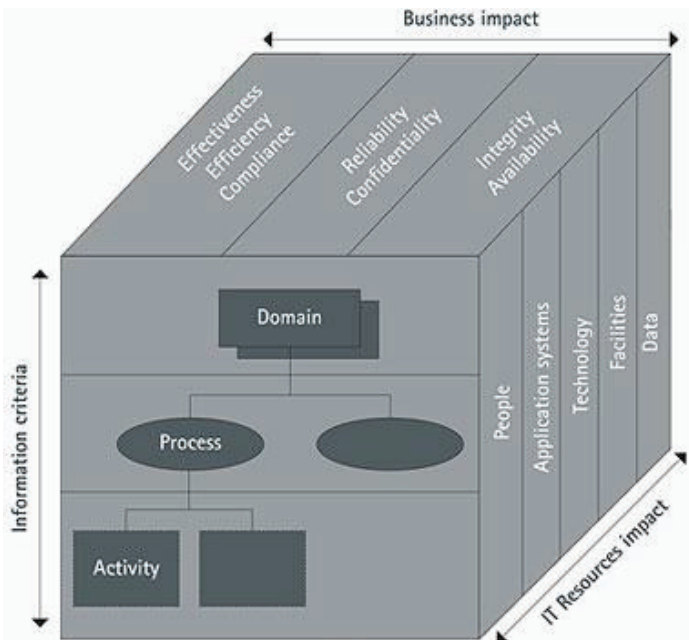 Business impact
Effectiveness
Efficiency
Compliance
Reliability
Confidentiality
Integrity
Availability
Information criteria
Domain
Process
Activity
People
Application systems
Technology
Facilities
Data
IT Resources impact